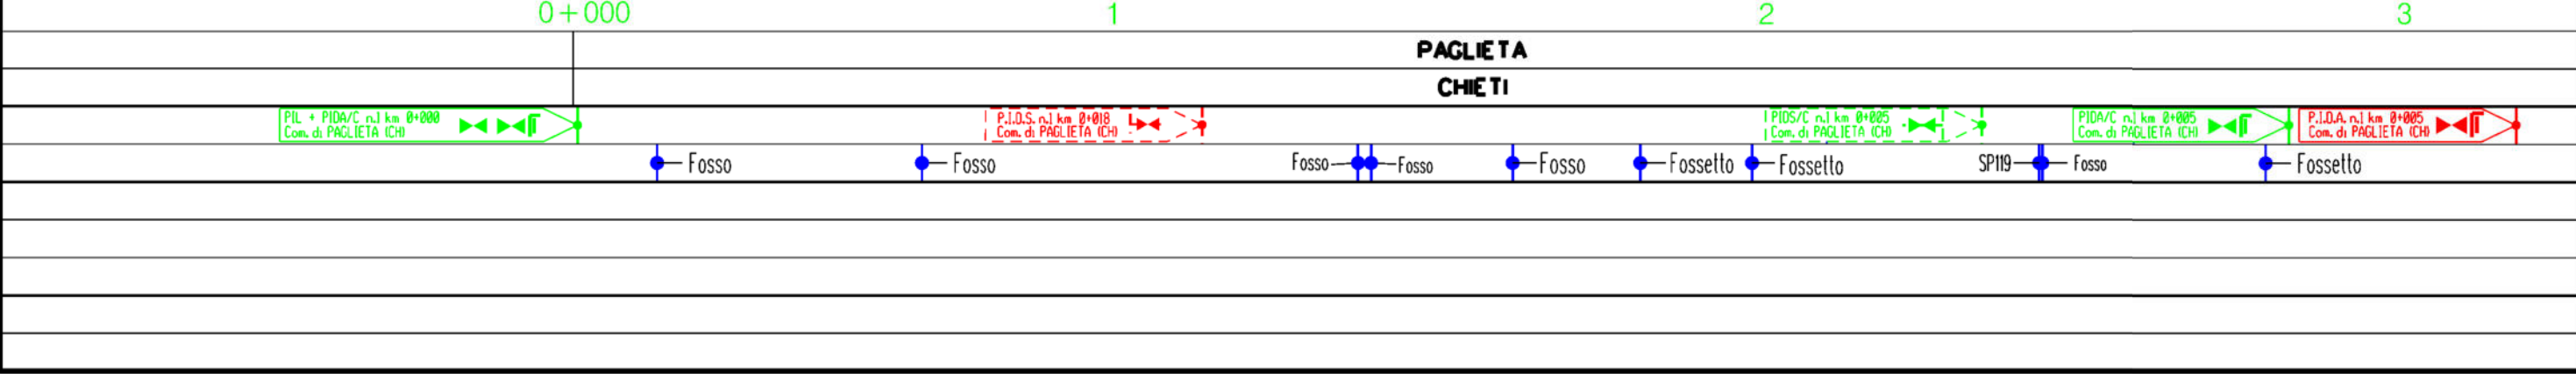 0+000 1 2 3
PAGLIETA
CHIETI
PIL + PIDA/C n.1 km 0+000
Com. di PAGLIETA (CH)
P.I.D.S. n.1 km 0+018
Com. di PAGLIETA (CH)
PIDS/C n.1 km 0+005
Com. di PAGLIETA (CH)
PIDA/C n.1 km 0+005
Com. di PAGLIETA (CH)
P.I.D.A. n.1 km 0+005
Com. di PAGLIETA (CH)
Fosso Fosso Fosso Fosso Fosso Fossetto Fossetto SP119 Fosso Fossetto